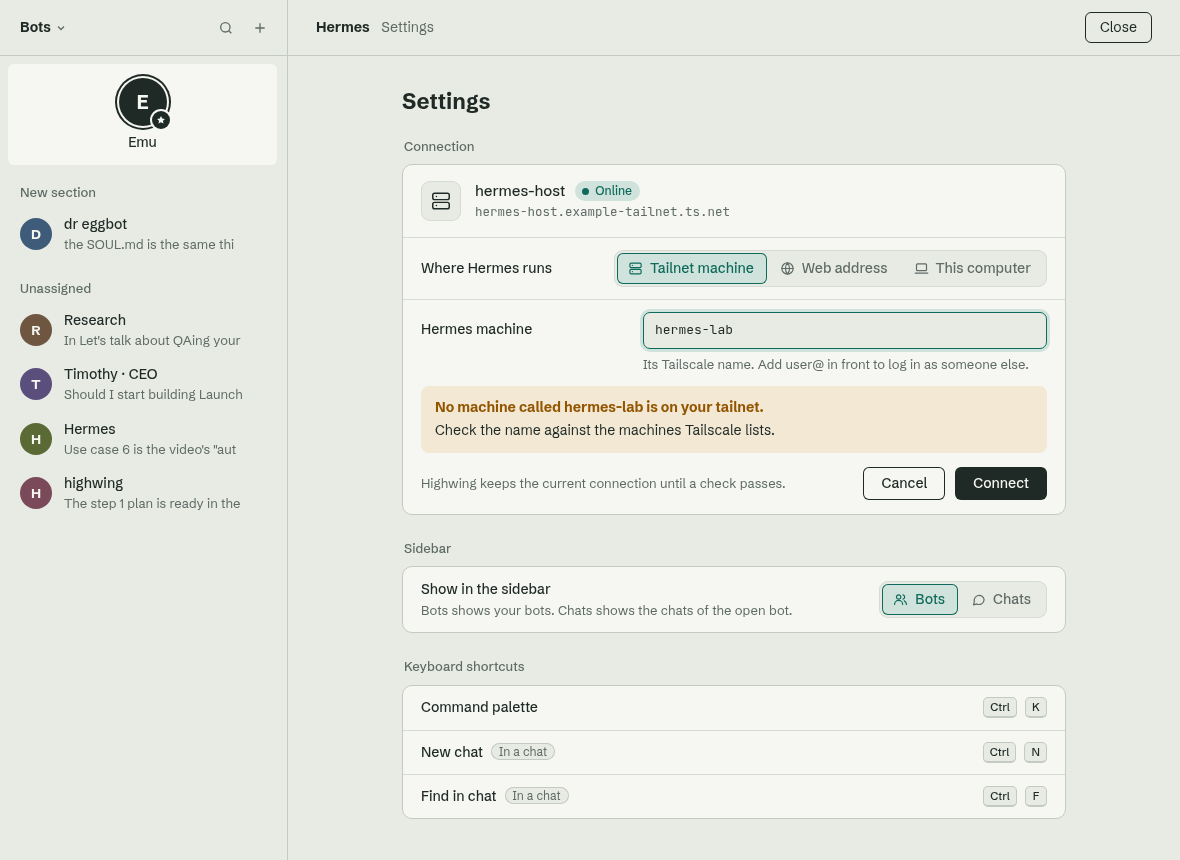 Bots
Hermes Settings
Close
E
Emu
New section
D
dr eggbot
the SOUL.md is the same thi
Unassigned
R
Research
In Let's talk about QAing your
T
Timothy · CEO
Should I start building Launch
H
Hermes
Use case 6 is the video's "aut
H
highwing
The step 1 plan is ready in the
Settings
Connection
hermes-host Online
hermes-host.example-tailnet.ts.net
Where Hermes runs
Tailnet machine Web address This computer
Hermes machine
hermes-lab
Its Tailscale name. Add user@ in front to log in as someone else.
No machine called hermes-lab is on your tailnet.
Check the name against the machines Tailscale lists.
Highwing keeps the current connection until a check passes.
Cancel Connect
Sidebar
Show in the sidebar
Bots shows your bots. Chats shows the chats of the open bot.
Bots Chats
Keyboard shortcuts
Command palette Ctrl K
New chat In a chat Ctrl N
Find in chat In a chat Ctrl F